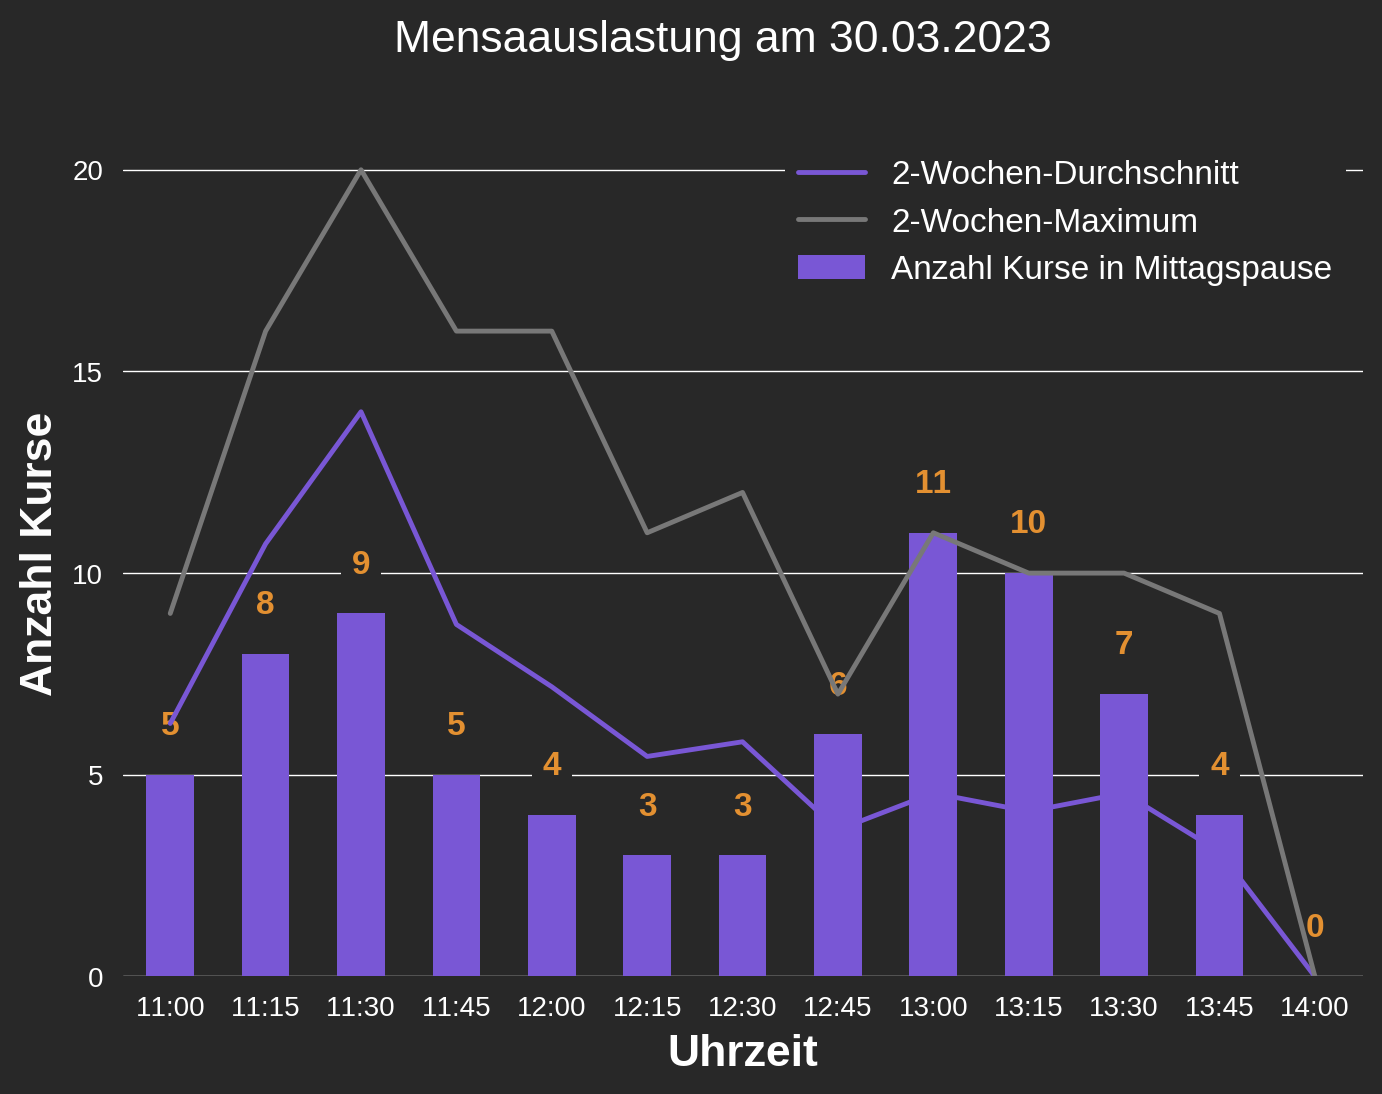 Mensaauslastung am 30.03.2023
2-Wochen-Durchschnitt
2-Wochen-Maximum
Anzahl Kurse in Mittagspause
Anzahl Kurse
20
15
10
5
0
5
8
9
5
4
3
3
6
11
10
7
4
0
11:00 11:15 11:30 11:45 12:00 12:15 12:30 12:45 13:00 13:15 13:30 13:45 14:00
Uhrzeit